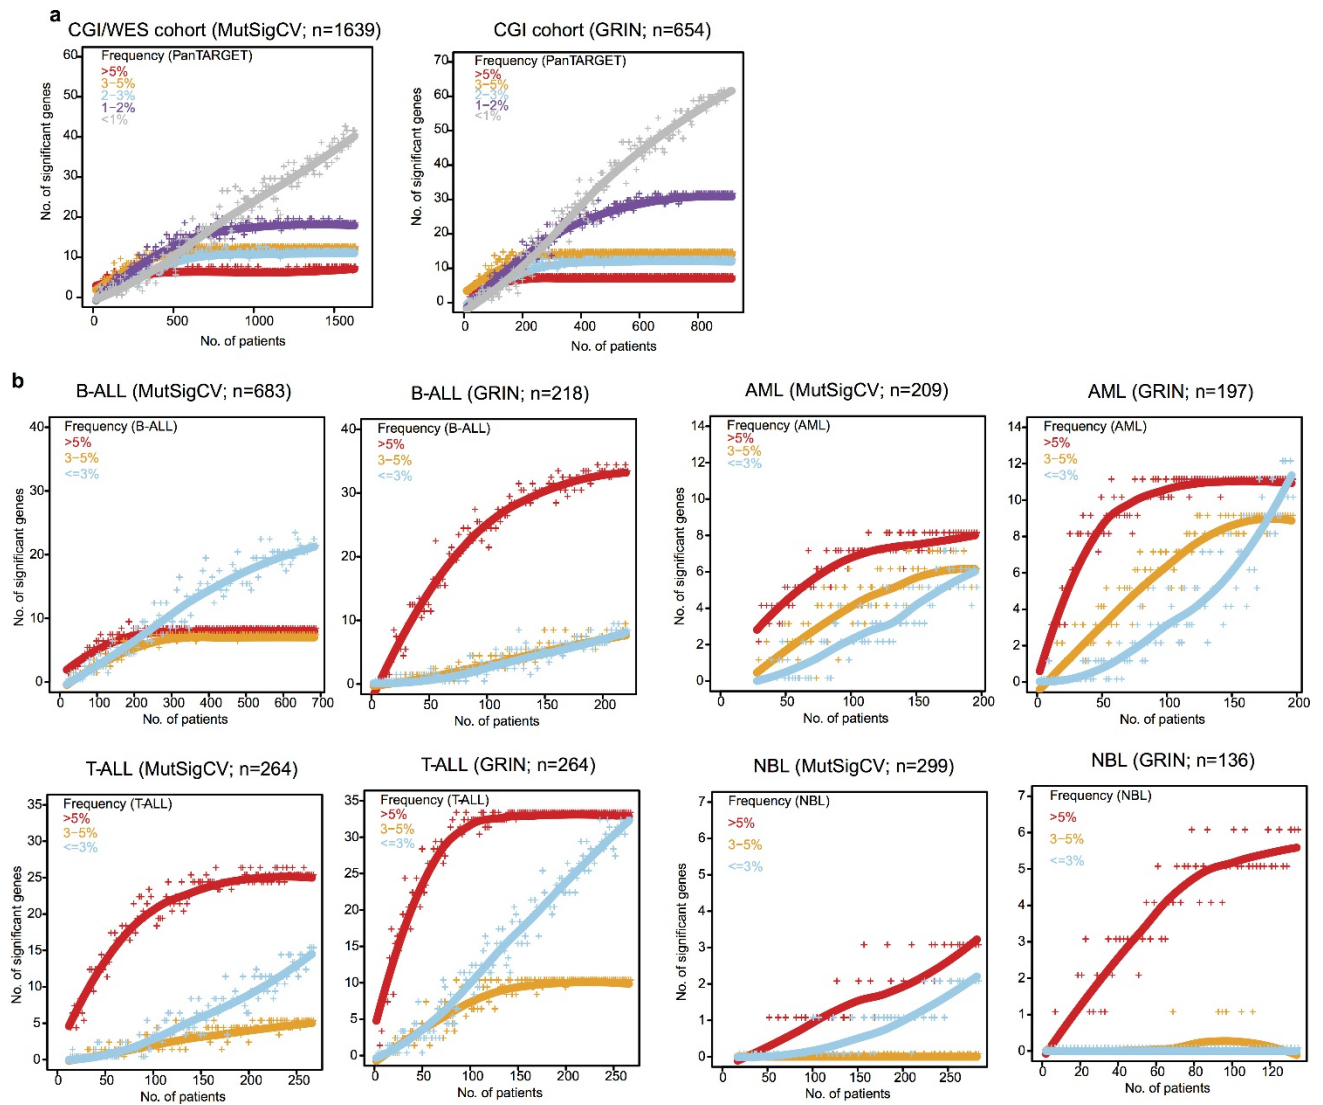 a
CGI/WES cohort (MutSigCV; n=1639)
Frequency (PanTARGET)
>5%
3−5%
2−3%
1−2%
<1%
No. of significant genes
60
50
40
30
20
10
0
0 500 1000 1500
No. of patients
CGI cohort (GRIN; n=654)
Frequency (PanTARGET)
>5%
3−5%
2−3%
1−2%
<1%
No. of significant genes
70
60
50
40
30
20
10
0
0 200 400 600 800
No. of patients
b
B-ALL (MutSigCV; n=683)
Frequency (B-ALL)
>5%
3−5%
<=3%
No. of significant genes
40
30
20
10
0
0 100 200 300 400 500 600 700
No. of patients
B-ALL (GRIN; n=218)
Frequency (B-ALL)
>5%
3−5%
<=3%
40
30
20
10
0
0 50 100 150 200
No. of patients
AML (MutSigCV; n=209)
Frequency (AML)
>5%
3−5%
<=3%
No. of significant genes
14
12
10
8
6
4
2
0
0 50 100 150 200
No. of patients
AML (GRIN; n=197)
Frequency (AML)
>5%
3−5%
<=3%
14
12
10
8
6
4
2
0
0 50 100 150 200
No. of patients
T-ALL (MutSigCV; n=264)
Frequency (T-ALL)
>5%
3−5%
<=3%
No. of significant genes
35
30
25
20
15
10
5
0
0 50 100 150 200 250
No. of patients
T-ALL (GRIN; n=264)
Frequency (T-ALL)
>5%
3−5%
<=3%
35
30
25
20
15
10
5
0
0 50 100 150 200 250
No. of patients
NBL (MutSigCV; n=299)
Frequency (NBL)
>5%
3−5%
<=3%
No. of significant genes
7
6
5
4
3
2
1
0
0 50 100 150 200 250
No. of patients
NBL (GRIN; n=136)
Frequency (NBL)
>5%
3−5%
<=3%
7
6
5
4
3
2
1
0
0 20 40 60 80 100 120
No. of patients